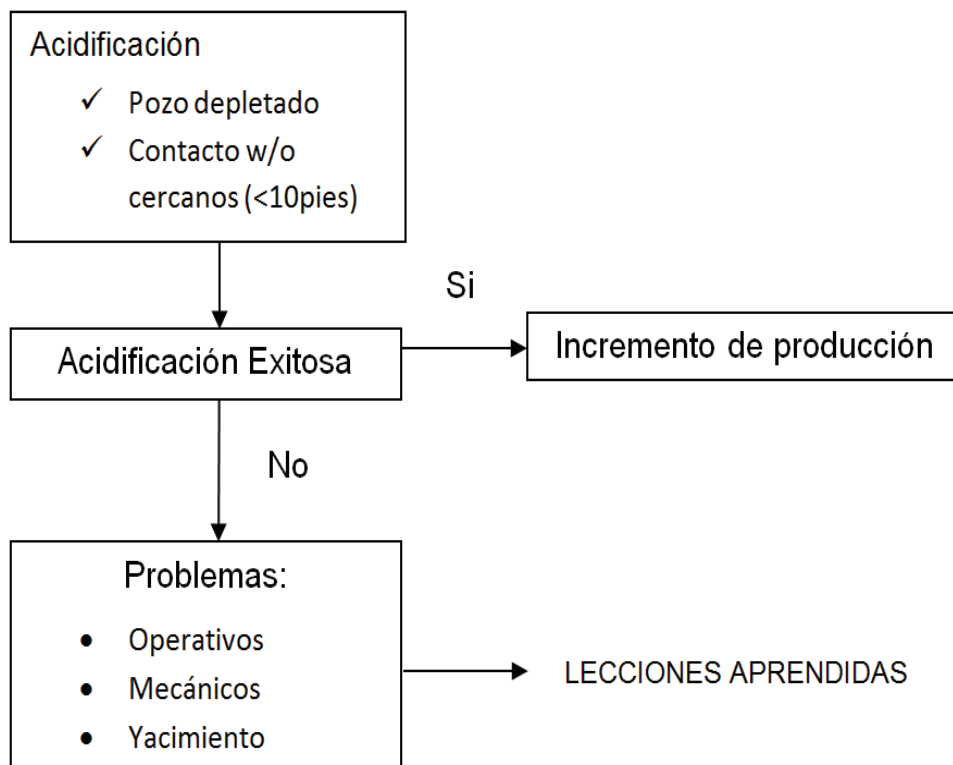 Acidificación
✓ Pozo depletado
✓ Contacto w/o
cercanos (<10pies)
Si
Acidificación Exitosa
Incremento de producción
No
Problemas:
• Operativos
• Mecánicos
• Yacimiento
LECCIONES APRENDIDAS